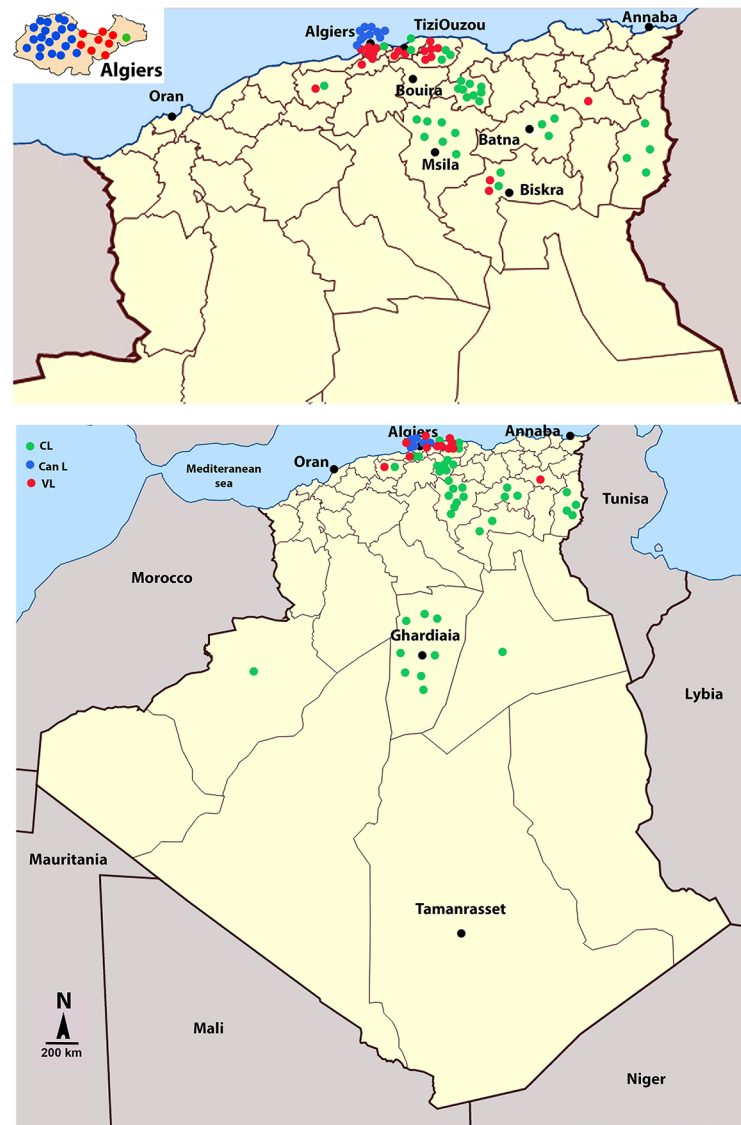 Algiers
Algiers
TiziOuzou
Annaba
Oran
Bouira
Batna
Msila
Biskra
CL
Can L
VL
Algiers
Annaba
Oran
Mediteranean
sea
Tunisa
Morocco
Ghardiaia
Lybia
Mauritania
Tamanrasset
N
200 km
Mali
Niger